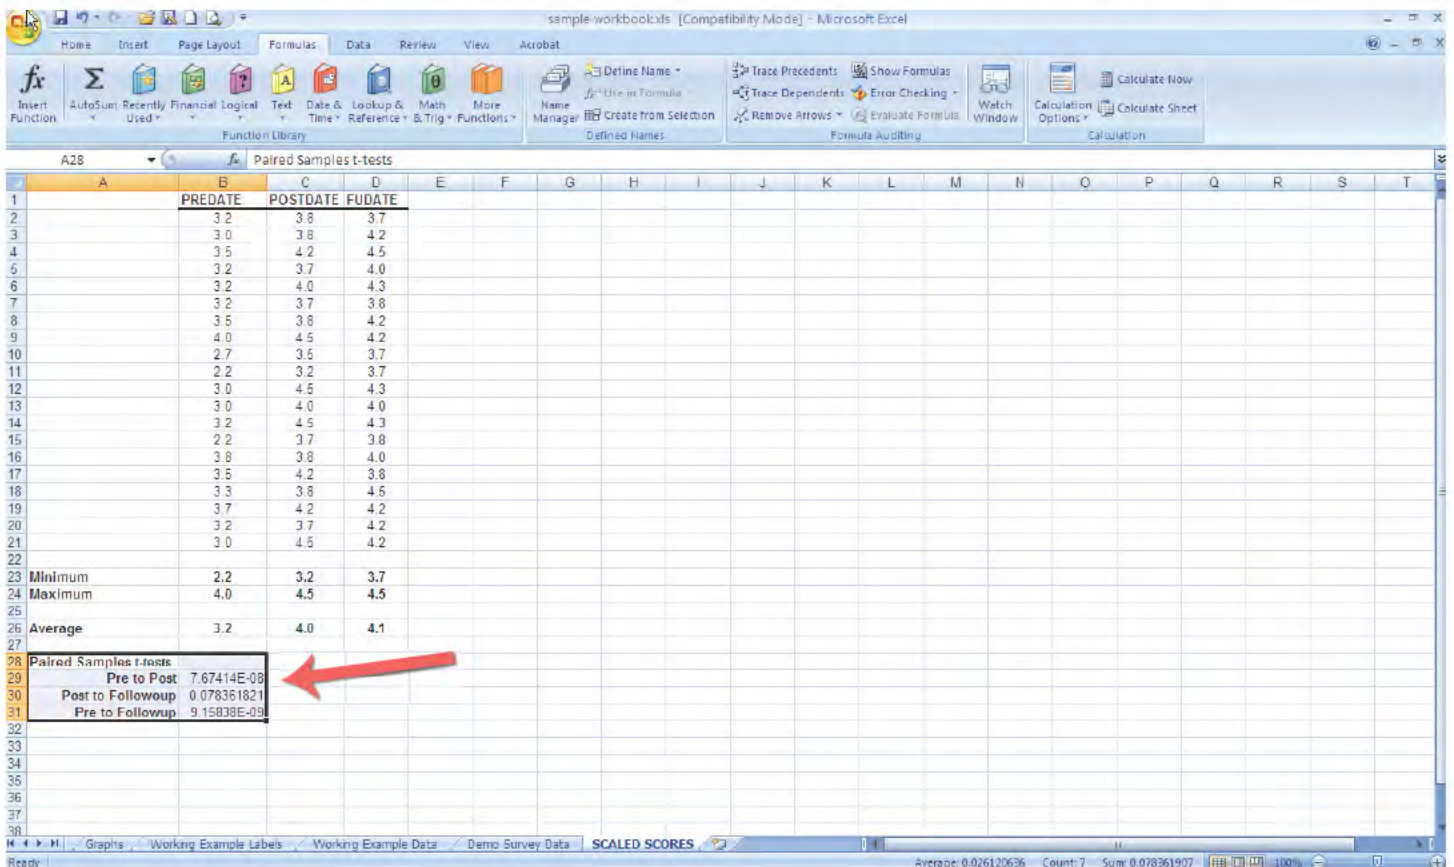 sample-workbook.xls [Compatibility Mode] - Microsoft Excel
Home Insert Page Layout Formulas Data Review View Acrobat
Insert Function
AutoSum
Recently Used
Financial
Logical
Text
Date & Time
Lookup & Reference
Math & Trig
More Functions
Function Library
Name Manager
Define Name
Use in Formula
Create from Selection
Defined Names
Trace Precedents
Trace Dependents
Remove Arrows
Show Formulas
Error Checking
Evaluate Formula
Watch Window
Formula Auditing
Calculation Options
Calculate Now
Calculate Sheet
Calculation
A28 fx Paired Samples t-tests
A B C D E F G H I J K L M N O P Q R S T
1 PREDATE POSTDATE FUDATE
2 3.2 3.8 3.7
3 3.0 3.8 4.2
4 3.5 4.2 4.5
5 3.2 3.7 4.0
6 3.2 4.0 4.3
7 3.2 3.7 3.8
8 3.5 3.8 4.2
9 4.0 4.5 4.2
10 2.7 3.5 3.7
11 2.2 3.2 3.7
12 3.0 4.5 4.3
13 3.0 4.0 4.0
14 3.2 4.5 4.3
15 2.2 3.7 3.8
16 3.8 3.8 4.0
17 3.5 4.2 3.8
18 3.3 3.8 4.5
19 3.7 4.2 4.2
20 3.2 3.7 4.2
21 3.0 4.5 4.2
22
23 Minimum 2.2 3.2 3.7
24 Maximum 4.0 4.5 4.5
25
26 Average 3.2 4.0 4.1
27
28 Paired Samples t-tests
29 Pre to Post 7.67414E-08
30 Post to Followoup 0.078361821
31 Pre to Followup 9.15838E-09
32
33
34
35
36
37
38
Graphs Working Example Labels Working Example Data Demo Survey Data SCALED SCORES
Ready Average: 0.026120636 Count: 7 Sum: 0.078361907 100%